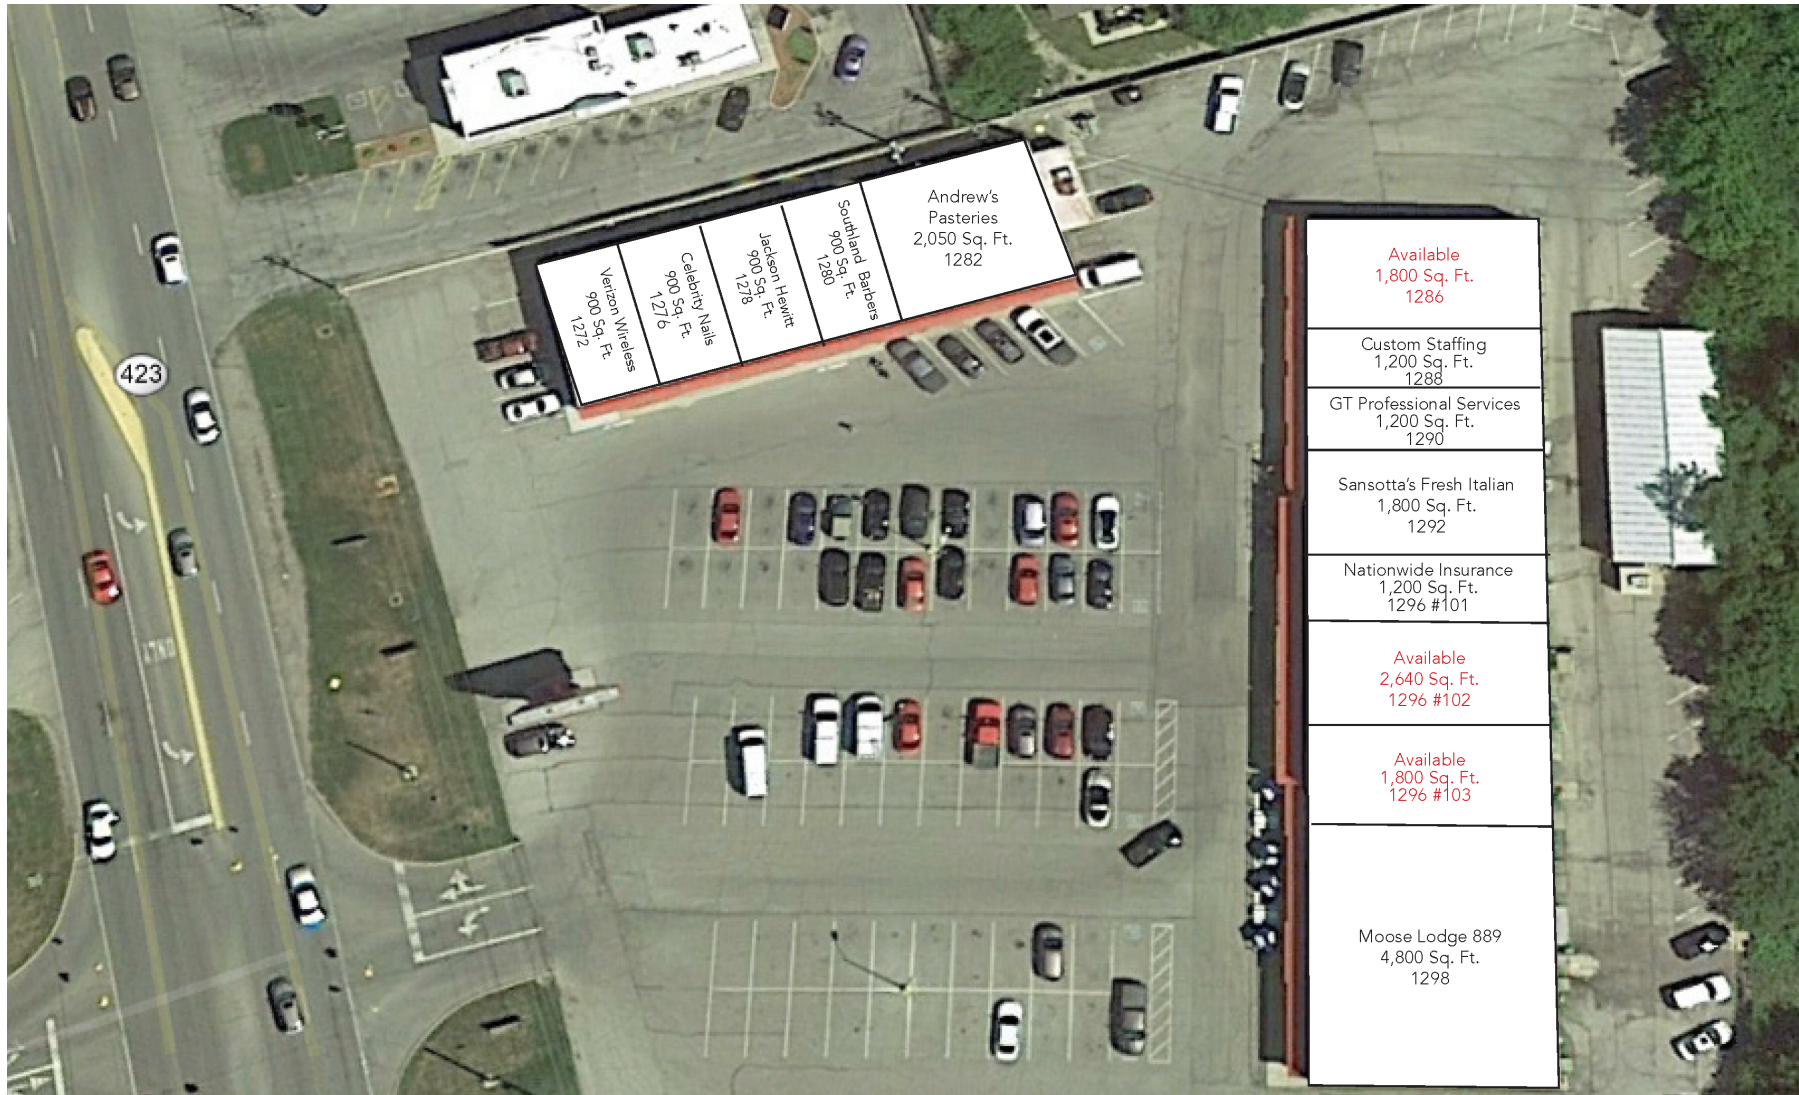 Andrew's
Pasteries
2,050 Sq. Ft.
1282
Southland Barbers
900 Sq. Ft.
1280
Jackson Hewitt
900 Sq. Ft.
1278
Celebrity Nails
900 Sq. Ft.
1276
Verizon Wireless
900 Sq. Ft.
1272
Available
1,800 Sq. Ft.
1286
Custom Staffing
1,200 Sq. Ft.
1288
GT Professional Services
1,200 Sq. Ft.
1290
Sansotta's Fresh Italian
1,800 Sq. Ft.
1292
Nationwide Insurance
1,200 Sq. Ft.
1296 #101
Available
2,640 Sq. Ft.
1296 #102
Available
1,800 Sq. Ft.
1296 #103
Moose Lodge 889
4,800 Sq. Ft.
1298
423
ONLY